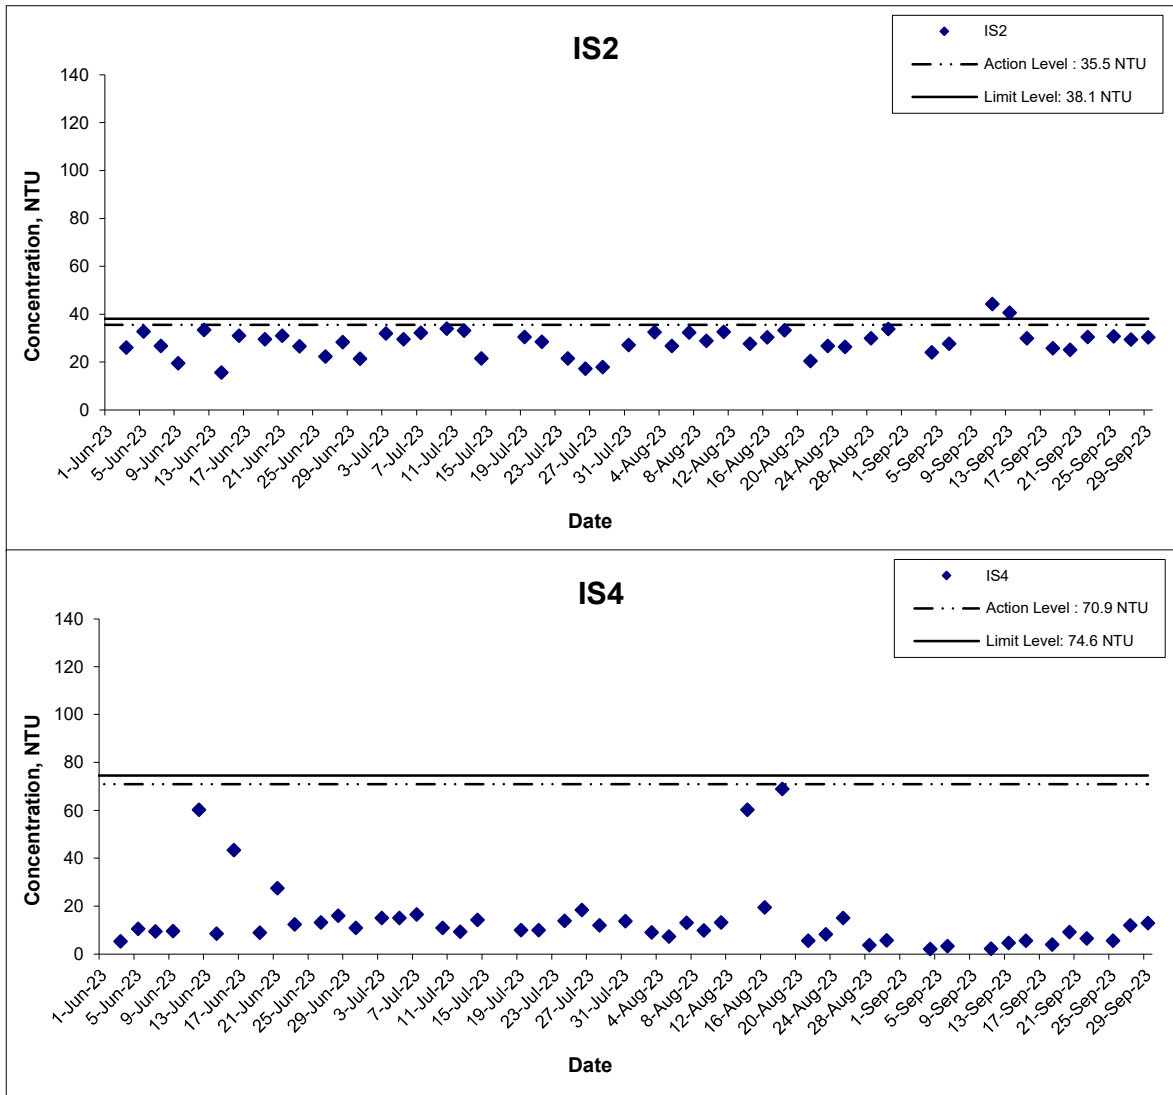 IS2
IS2
Action Level : 35.5 NTU
Limit Level: 38.1 NTU
Concentration, NTU
140
120
100
80
60
40
20
0
1-Jun-23
5-Jun-23
9-Jun-23
13-Jun-23
17-Jun-23
21-Jun-23
25-Jun-23
29-Jun-23
3-Jul-23
7-Jul-23
11-Jul-23
15-Jul-23
19-Jul-23
23-Jul-23
27-Jul-23
31-Jul-23
4-Aug-23
8-Aug-23
12-Aug-23
16-Aug-23
20-Aug-23
24-Aug-23
28-Aug-23
1-Sep-23
5-Sep-23
9-Sep-23
13-Sep-23
17-Sep-23
21-Sep-23
25-Sep-23
29-Sep-23
Date
IS4
IS4
Action Level : 70.9 NTU
Limit Level: 74.6 NTU
Concentration, NTU
140
120
100
80
60
40
20
0
1-Jun-23
5-Jun-23
9-Jun-23
13-Jun-23
17-Jun-23
21-Jun-23
25-Jun-23
29-Jun-23
3-Jul-23
7-Jul-23
11-Jul-23
15-Jul-23
19-Jul-23
23-Jul-23
27-Jul-23
31-Jul-23
4-Aug-23
8-Aug-23
12-Aug-23
16-Aug-23
20-Aug-23
24-Aug-23
28-Aug-23
1-Sep-23
5-Sep-23
9-Sep-23
13-Sep-23
17-Sep-23
21-Sep-23
25-Sep-23
29-Sep-23
Date